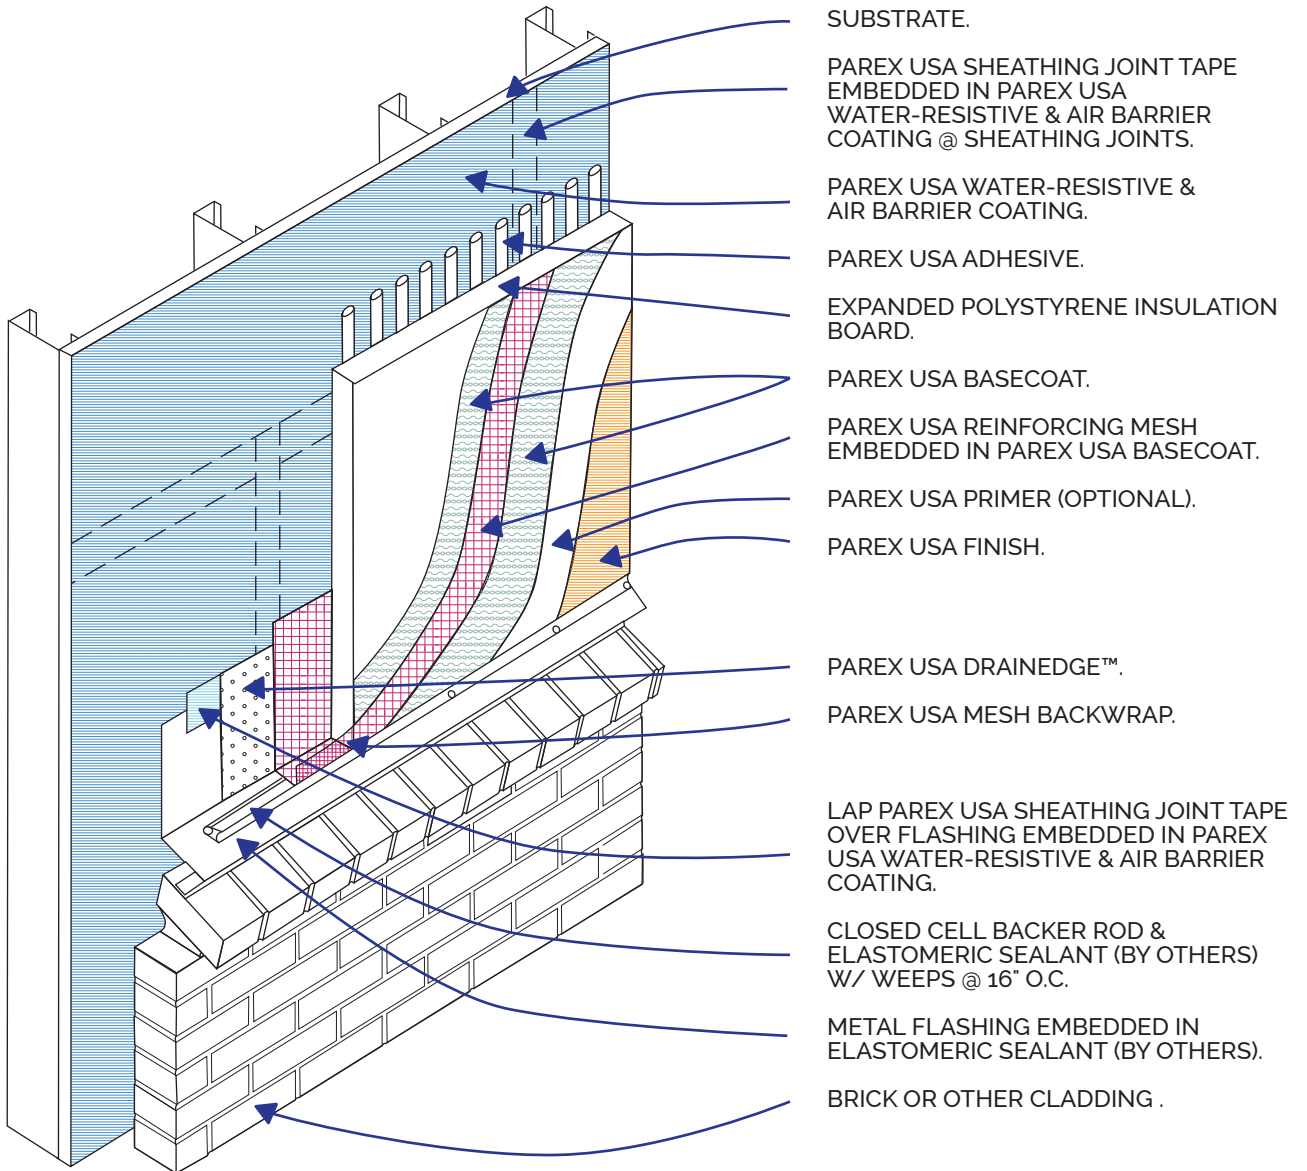 SUBSTRATE.
PAREX USA SHEATHING JOINT TAPE
EMBEDDED IN PAREX USA
WATER-RESISTIVE & AIR BARRIER
COATING @ SHEATHING JOINTS.
PAREX USA WATER-RESISTIVE &
AIR BARRIER COATING.
PAREX USA ADHESIVE.
EXPANDED POLYSTYRENE INSULATION
BOARD.
PAREX USA BASECOAT.
PAREX USA REINFORCING MESH
EMBEDDED IN PAREX USA BASECOAT.
PAREX USA PRIMER (OPTIONAL).
PAREX USA FINISH.
PAREX USA DRAINEDGE™.
PAREX USA MESH BACKWRAP.
LAP PAREX USA SHEATHING JOINT TAPE
OVER FLASHING EMBEDDED IN PAREX
USA WATER-RESISTIVE & AIR BARRIER
COATING.
CLOSED CELL BACKER ROD &
ELASTOMERIC SEALANT (BY OTHERS)
W/ WEEPS @ 16" O.C.
METAL FLASHING EMBEDDED IN
ELASTOMERIC SEALANT (BY OTHERS).
BRICK OR OTHER CLADDING .